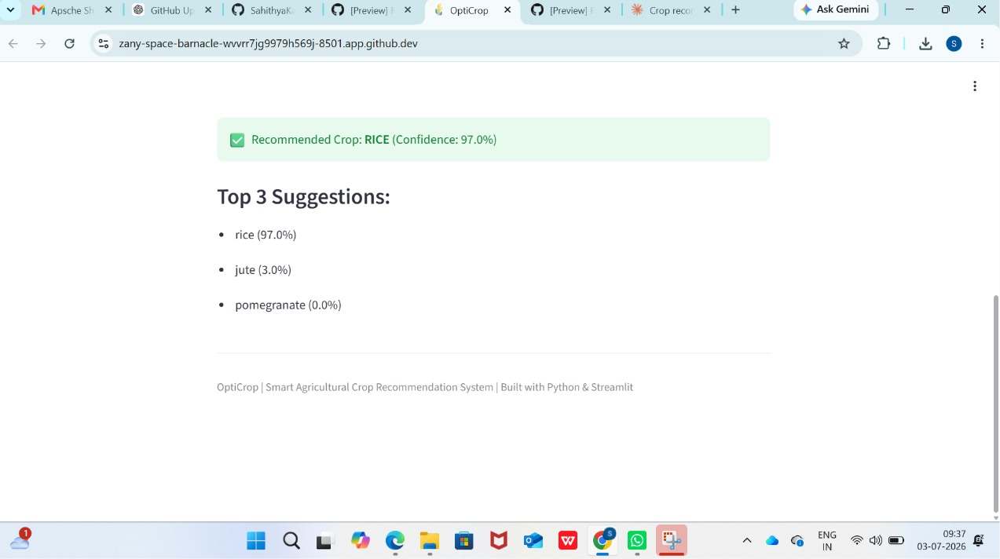 Apsche Sh
GitHub Up
SahithyaKa
[Preview] F
OptiCrop
[Preview] F
Crop recor
Ask Gemini
zany-space-barnacle-wvvrr7jg9979h569j-8501.app.github.dev
S
✅ Recommended Crop: RICE (Confidence: 97.0%)
Top 3 Suggestions:
• rice (97.0%)
• jute (3.0%)
• pomegranate (0.0%)
OptiCrop | Smart Agricultural Crop Recommendation System | Built with Python & Streamlit
1
S
ENG
IN
09:37
03-07-2026